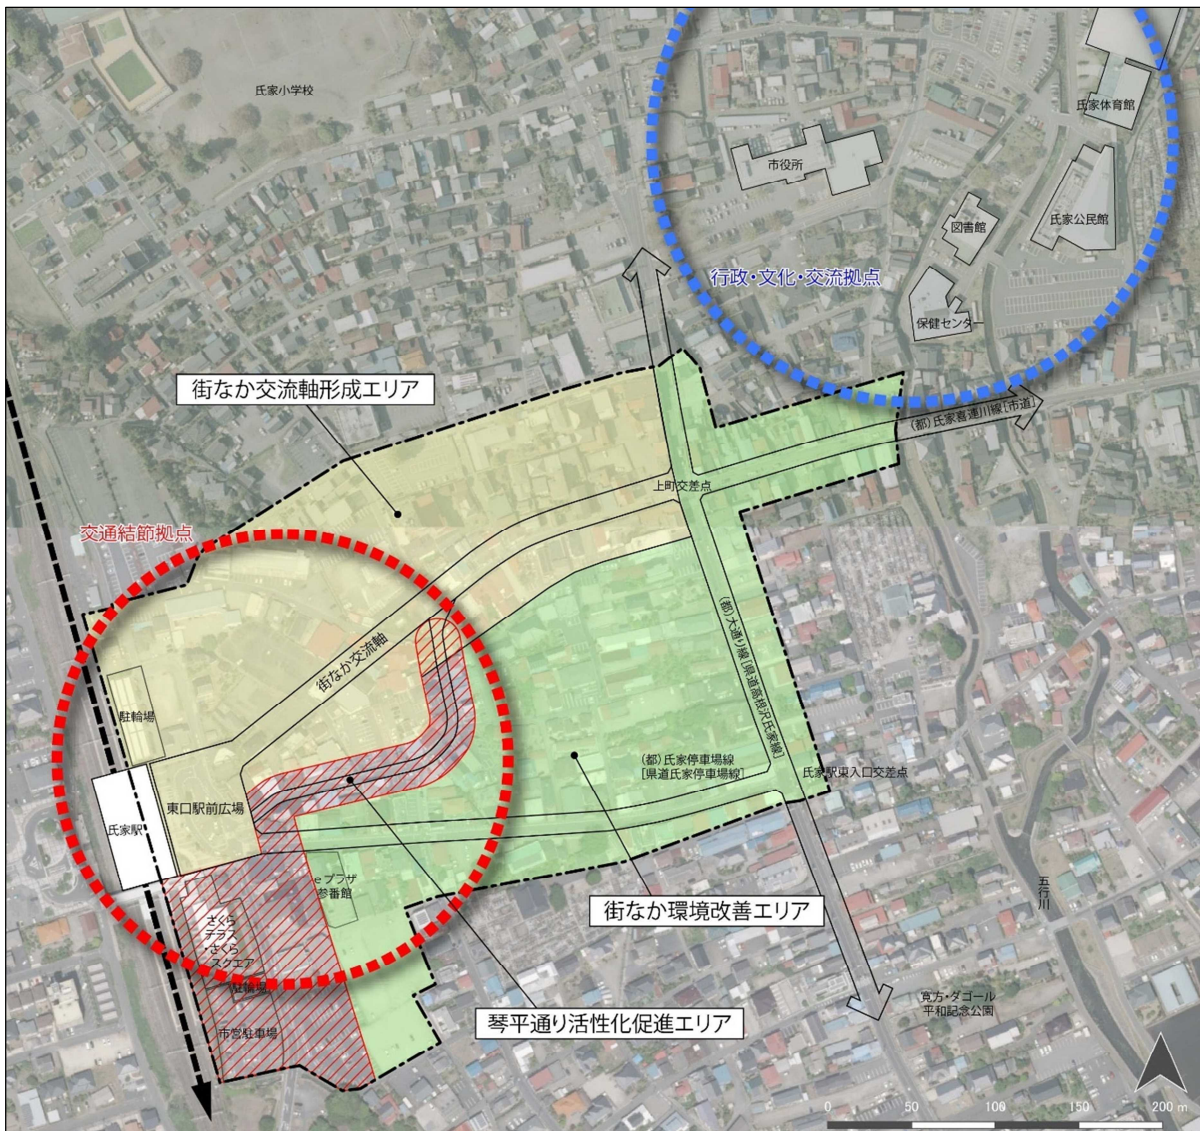 氏家小学校
氏家体育館
市役所
図書館
氏家公民館
行政・文化・交流拠点
保健センター
街なか交流軸形成エリア
(都)氏家喜連川線[市道]
上町交差点
交通結節拠点
(都)大通り線[県道高根沢氏家線]
街なか交流軸
駐輪場
(都)氏家停車場線
[県道氏家停車場線]
氏家駅東入口交差点
東口駅前広場
氏家駅
eプラザ
参番館
五行川
街なか環境改善エリア
さくら
テラス
・さくら
スクエア
駐輪場
寛方・タゴール
平和記念公園
琴平通り活性化促進エリア
市営駐車場
0 50 100 150 200 m